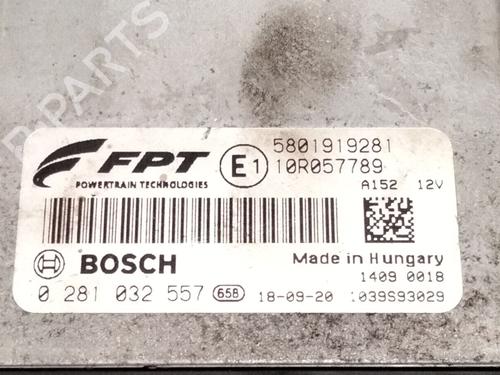 B-PARTS
FPT
POWERTRAIN TECHNOLOGIES
E1
5801919281
10R057789
A152 12V
BOSCH
Made in Hungary
1409 0018
0 281 032 557 65B 18-09-20 1039S93029